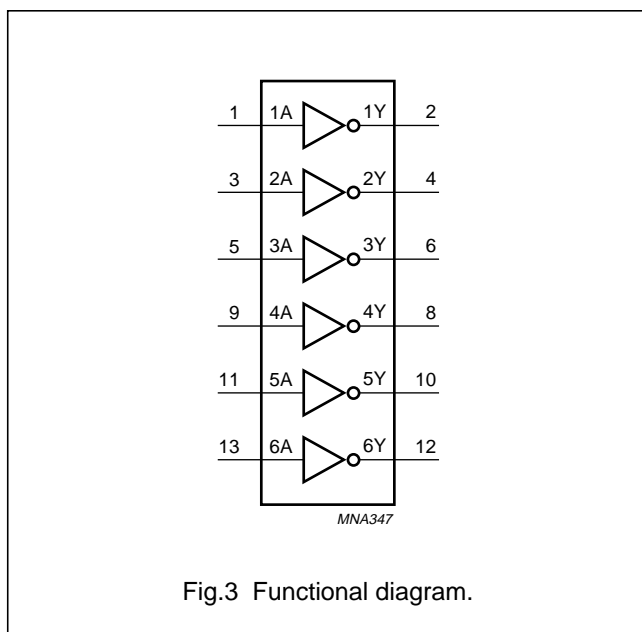 1 1A 1Y 2
3 2A 2Y 4
5 3A 3Y 6
9 4A 4Y 8
11 5A 5Y 10
13 6A 6Y 12
MNA347
Fig.3 Functional diagram.